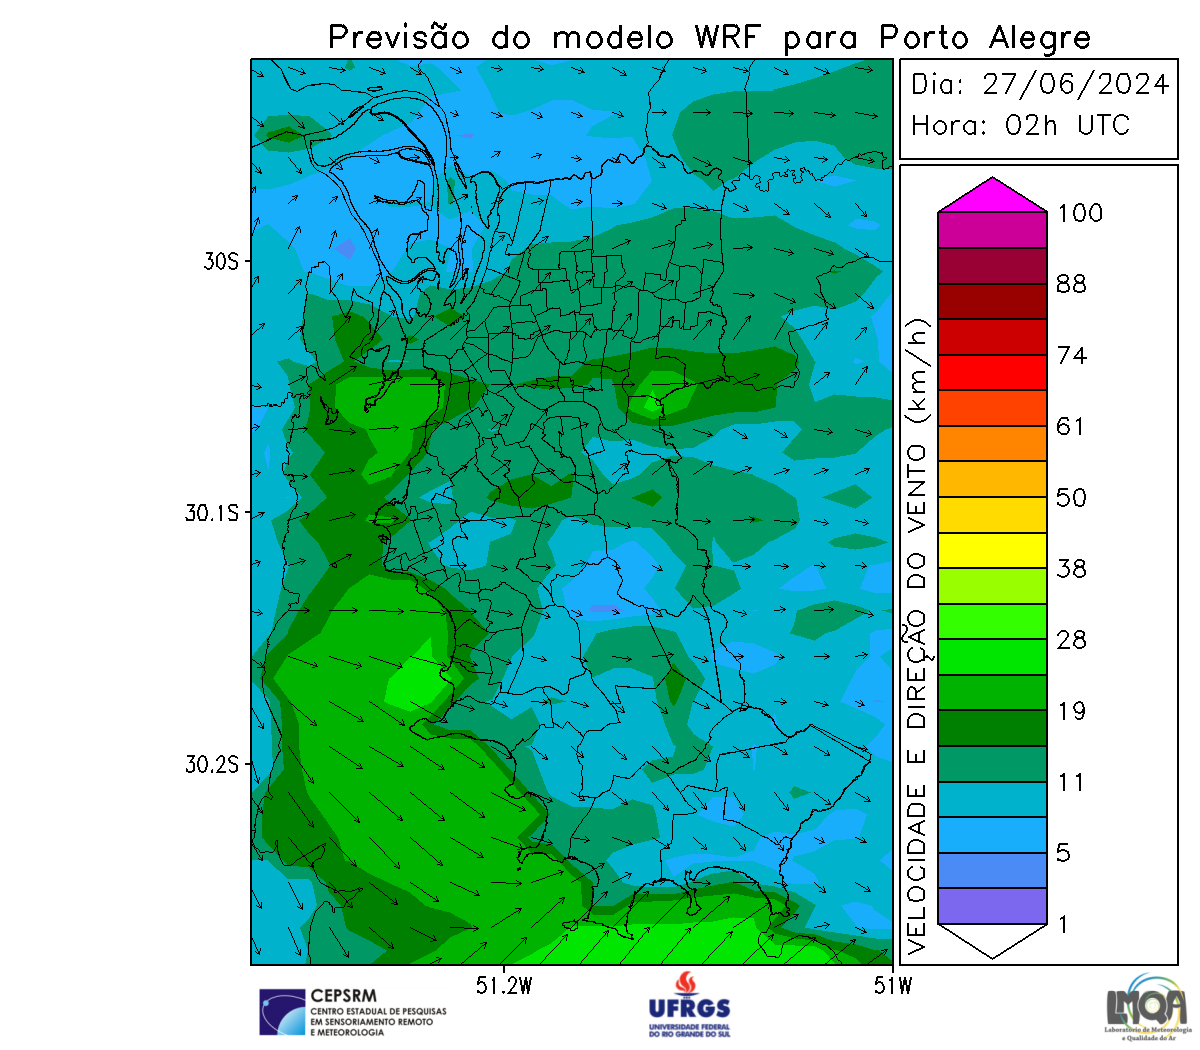 Previsão do modelo WRF para Porto Alegre
Dia: 27/06/2024
Hora: 02h UTC
100
88
74
61
50
38
28
19
11
5
1
VELOCIDADE E DIREÇÃO DO VENTO (km/h)
30S
30.1S
30.2S
51.2W
51W
CEPSRM
CENTRO ESTADUAL DE PESQUISAS
EM SENSORIAMENTO REMOTO
E METEOROLOGIA
UFRGS
UNIVERSIDADE FEDERAL
DO RIO GRANDE DO SUL
LMQA
Laboratório de Meteorologia
e Qualidade do Ar